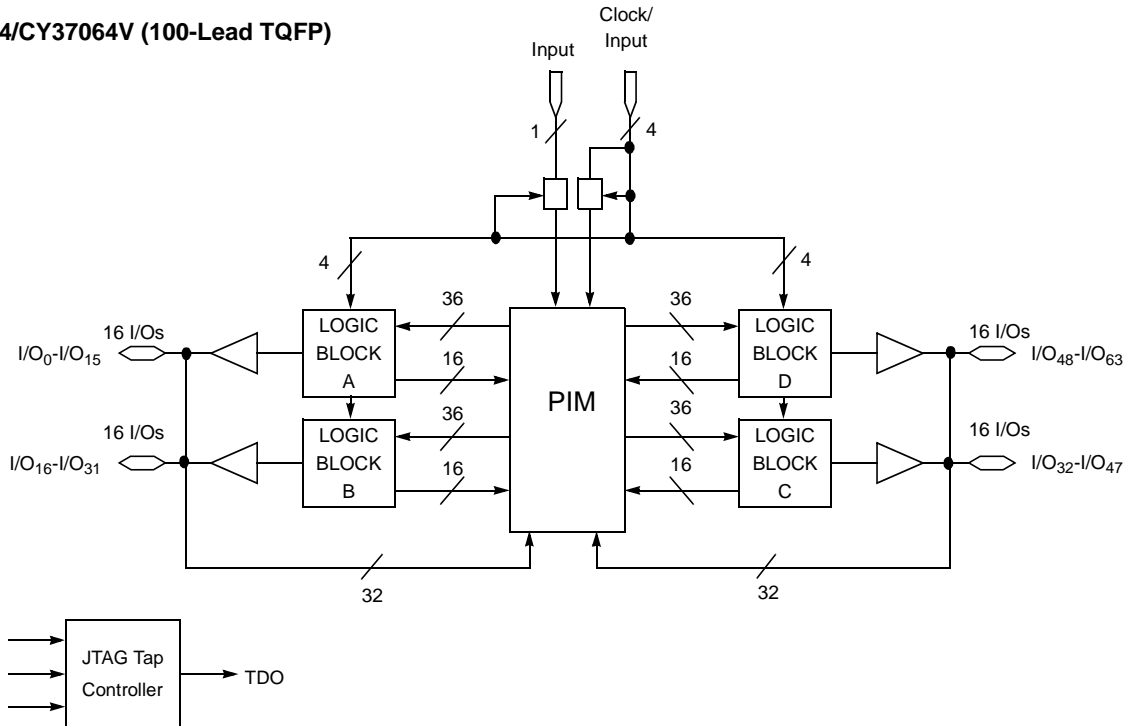 4/CY37064V (100-Lead TQFP)
Clock/
Input
Input
1
4
4
4
36
36
16 I/Os
LOGIC
BLOCK
A
LOGIC
BLOCK
D
16 I/Os
I/O0-I/O15
I/O48-I/O63
16
16
PIM
36
36
16 I/Os
LOGIC
BLOCK
B
LOGIC
BLOCK
C
16 I/Os
I/O16-I/O31
I/O32-I/O47
16
16
32
32
JTAG Tap
Controller
TDO